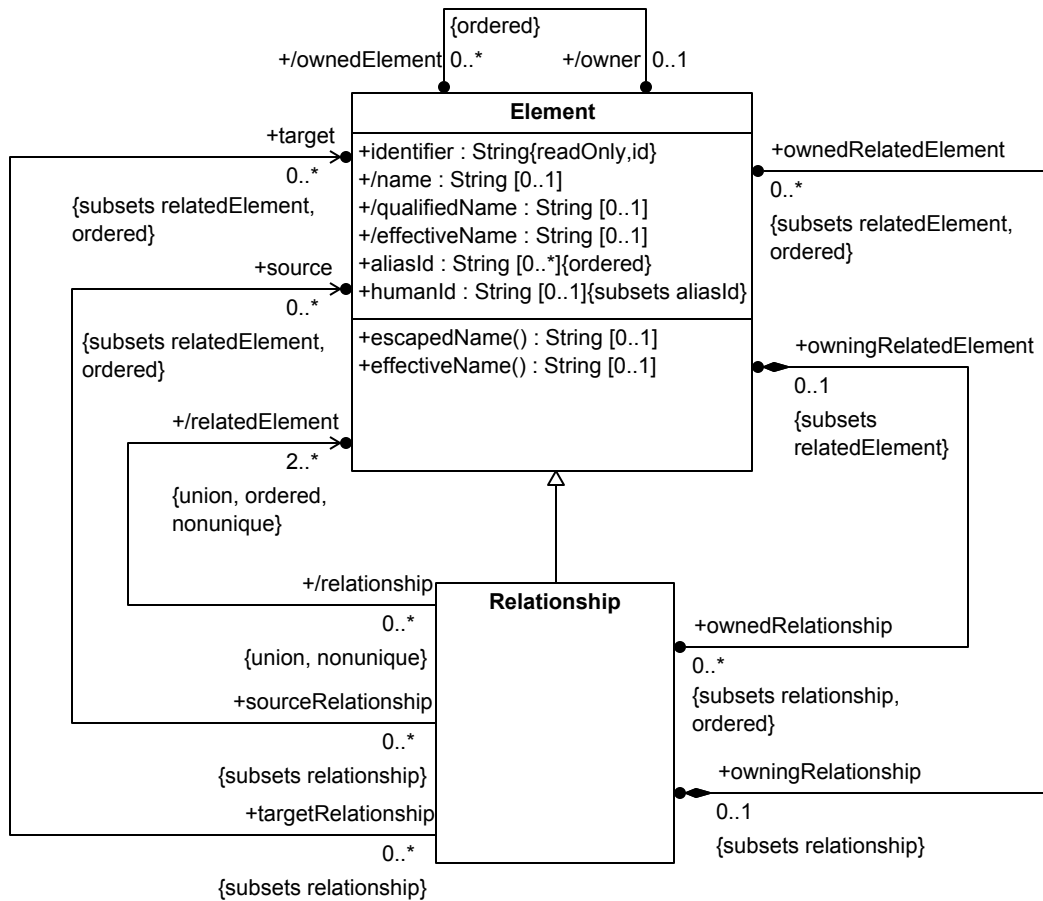 {ordered}
+/ownedElement 0..* +/owner 0..1
Element
+identifier : String{readOnly,id}
+/name : String [0..1]
+/qualifiedName : String [0..1]
+/effectiveName : String [0..1]
+aliasId : String [0..*]{ordered}
+humanId : String [0..1]{subsets aliasId}
+escapedName() : String [0..1]
+effectiveName() : String [0..1]
+target
0..*
{subsets relatedElement,
ordered}
+source
0..*
{subsets relatedElement,
ordered}
+/relatedElement
2..*
{union, ordered,
nonunique}
+ownedRelatedElement
0..*
{subsets relatedElement,
ordered}
+owningRelatedElement
0..1
{subsets
relatedElement}
Relationship
+/relationship
0..*
{union, nonunique}
+sourceRelationship
0..*
{subsets relationship}
+targetRelationship
0..*
{subsets relationship}
+ownedRelationship
0..*
{subsets relationship,
ordered}
+owningRelationship
0..1
{subsets relationship}